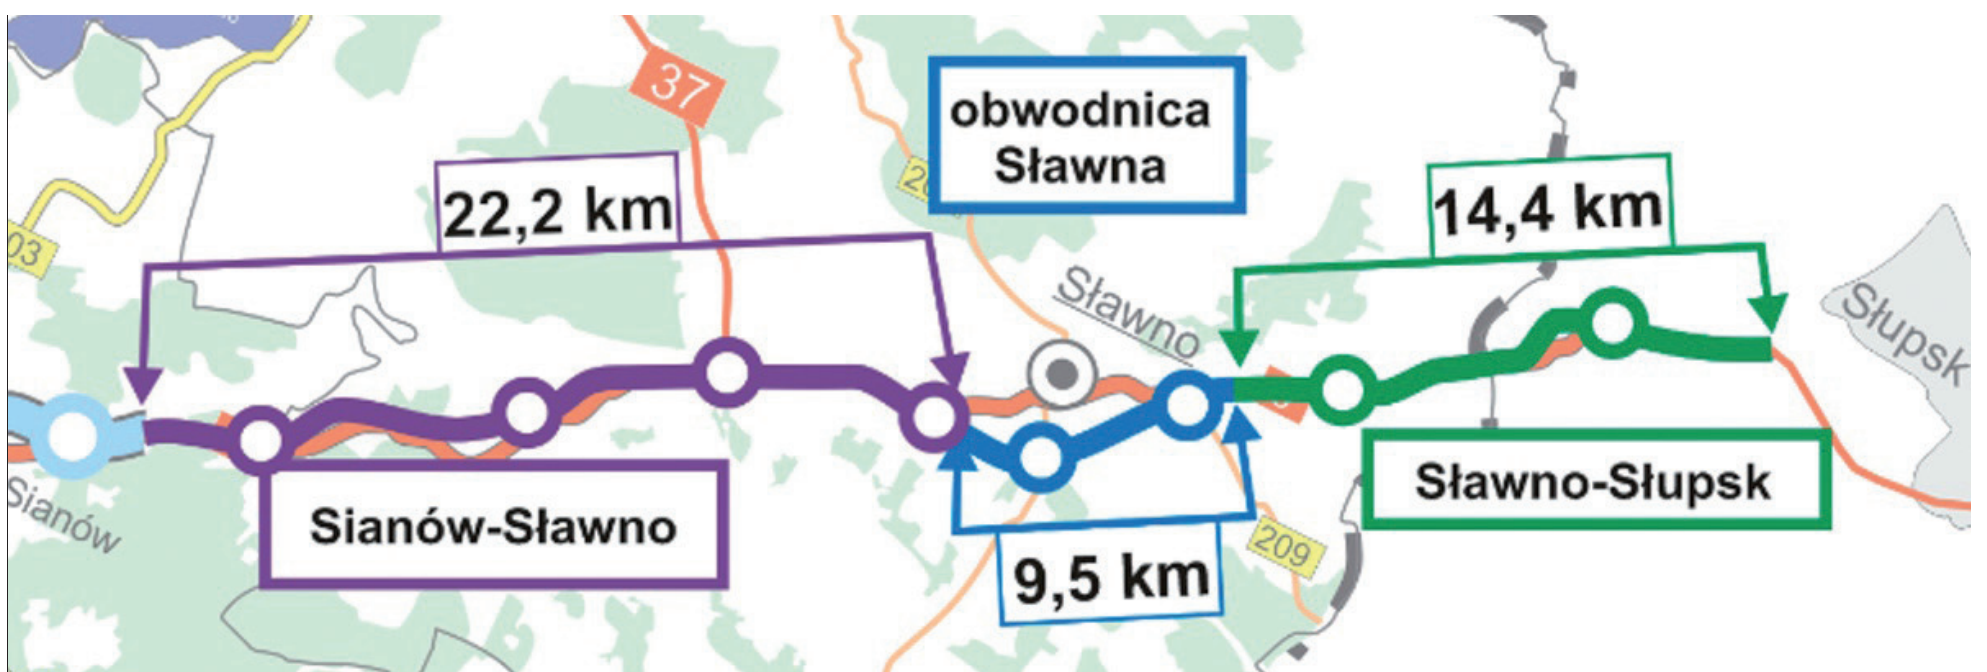 37
obwodnica
Sławna
22,2 km
14,4 km
03
Sławno
Słupsk
Sianów
Sianów-Sławno
Sławno-Słupsk
209
9,5 km